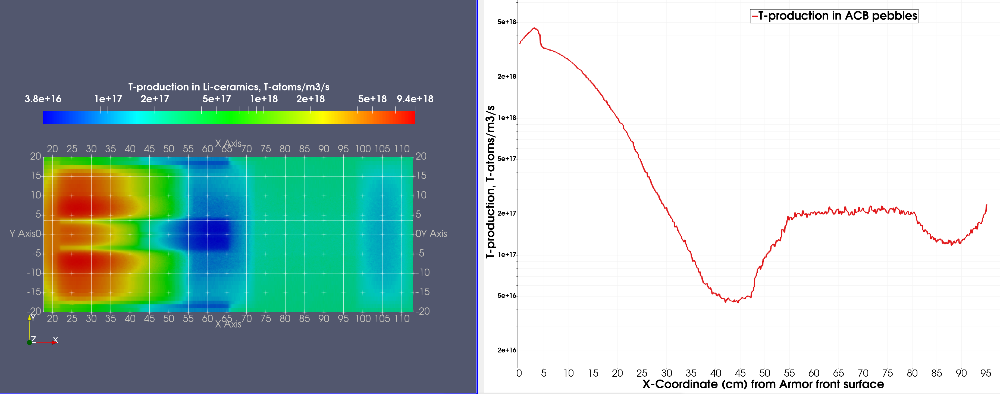 T-production in Li-ceramics, T-atoms/m3/s
3.8e+16 1e+17 2e+17 5e+17 1e+18 2e+18 5e+18 9.4e+18
X Axis
20 25 30 35 40 45 50 55 60 65 70 75 80 85 90 95 100 105 110
20 20
15 15
10 10
5 5
Y Axis 0 0 Y Axis
-5 -5
-10 -10
-15 -15
-20 -20
20 25 30 35 40 45 50 55 60 65 70 75 80 85 90 95 100 105 110
X Axis
Y
Z X
T-production in ACB pebbles
T-production, T-atoms/m3/s
5e+18
2e+18
1e+18
5e+17
2e+17
1e+17
5e+16
2e+16
0 5 10 15 20 25 30 35 40 45 50 55 60 65 70 75 80 85 90 95
X-Coordinate (cm) from Armor front surface